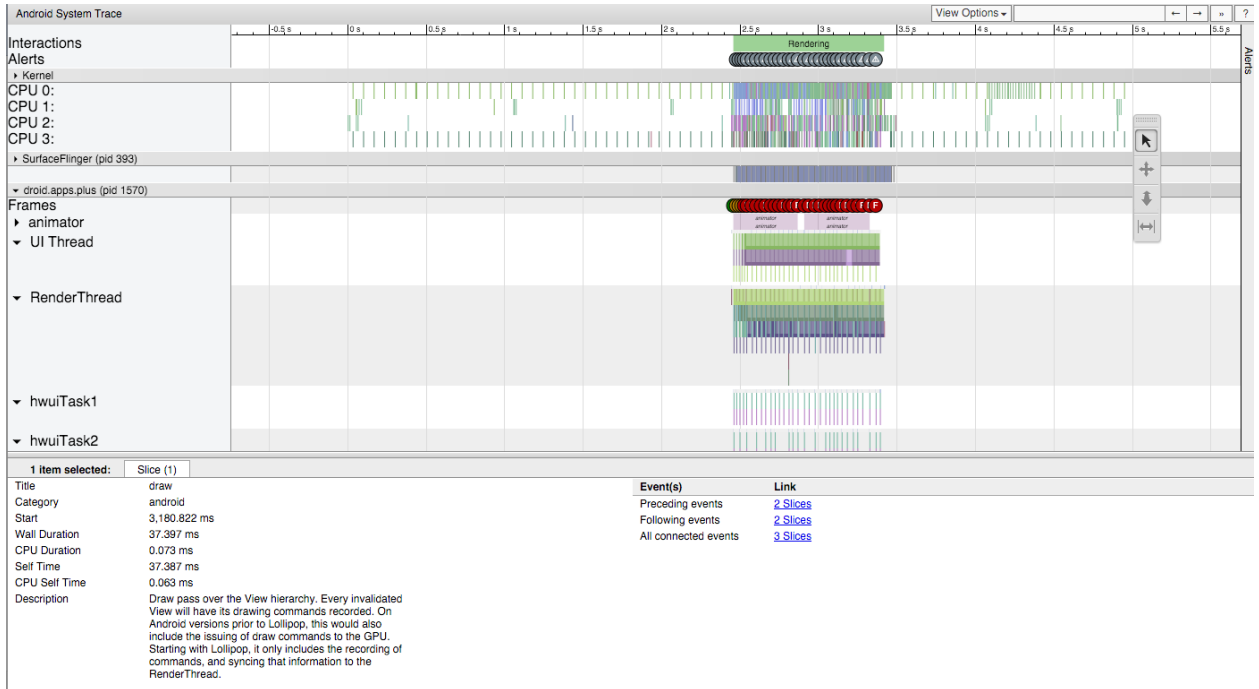 Android System Trace
View Options
← → » ?
-0.5 s 0 s 0.5 s 1 s 1.5 s 2 s 2.5 s 3 s 3.5 s 4 s 4.5 s 5 s 5.5 s
Interactions
Rendering
Alerts
Alerts
Kernel
CPU 0:
CPU 1:
CPU 2:
CPU 3:
SurfaceFlinger (pid 393)
droid.apps.plus (pid 1570)
Frames
F
animator
animator animator
animator animator
UI Thread
RenderThread
hwuiTask1
hwuiTask2
1 item selected: Slice (1)
Title draw
Category android
Start 3,180.822 ms
Wall Duration 37.397 ms
CPU Duration 0.073 ms
Self Time 37.387 ms
CPU Self Time 0.063 ms
Description Draw pass over the View hierarchy. Every invalidated
View will have its drawing commands recorded. On
Android versions prior to Lollipop, this would also
include the issuing of draw commands to the GPU.
Starting with Lollipop, it only includes the recording of
commands, and syncing that information to the
RenderThread.
Event(s) Link
Preceding events 2 Slices
Following events 2 Slices
All connected events 3 Slices